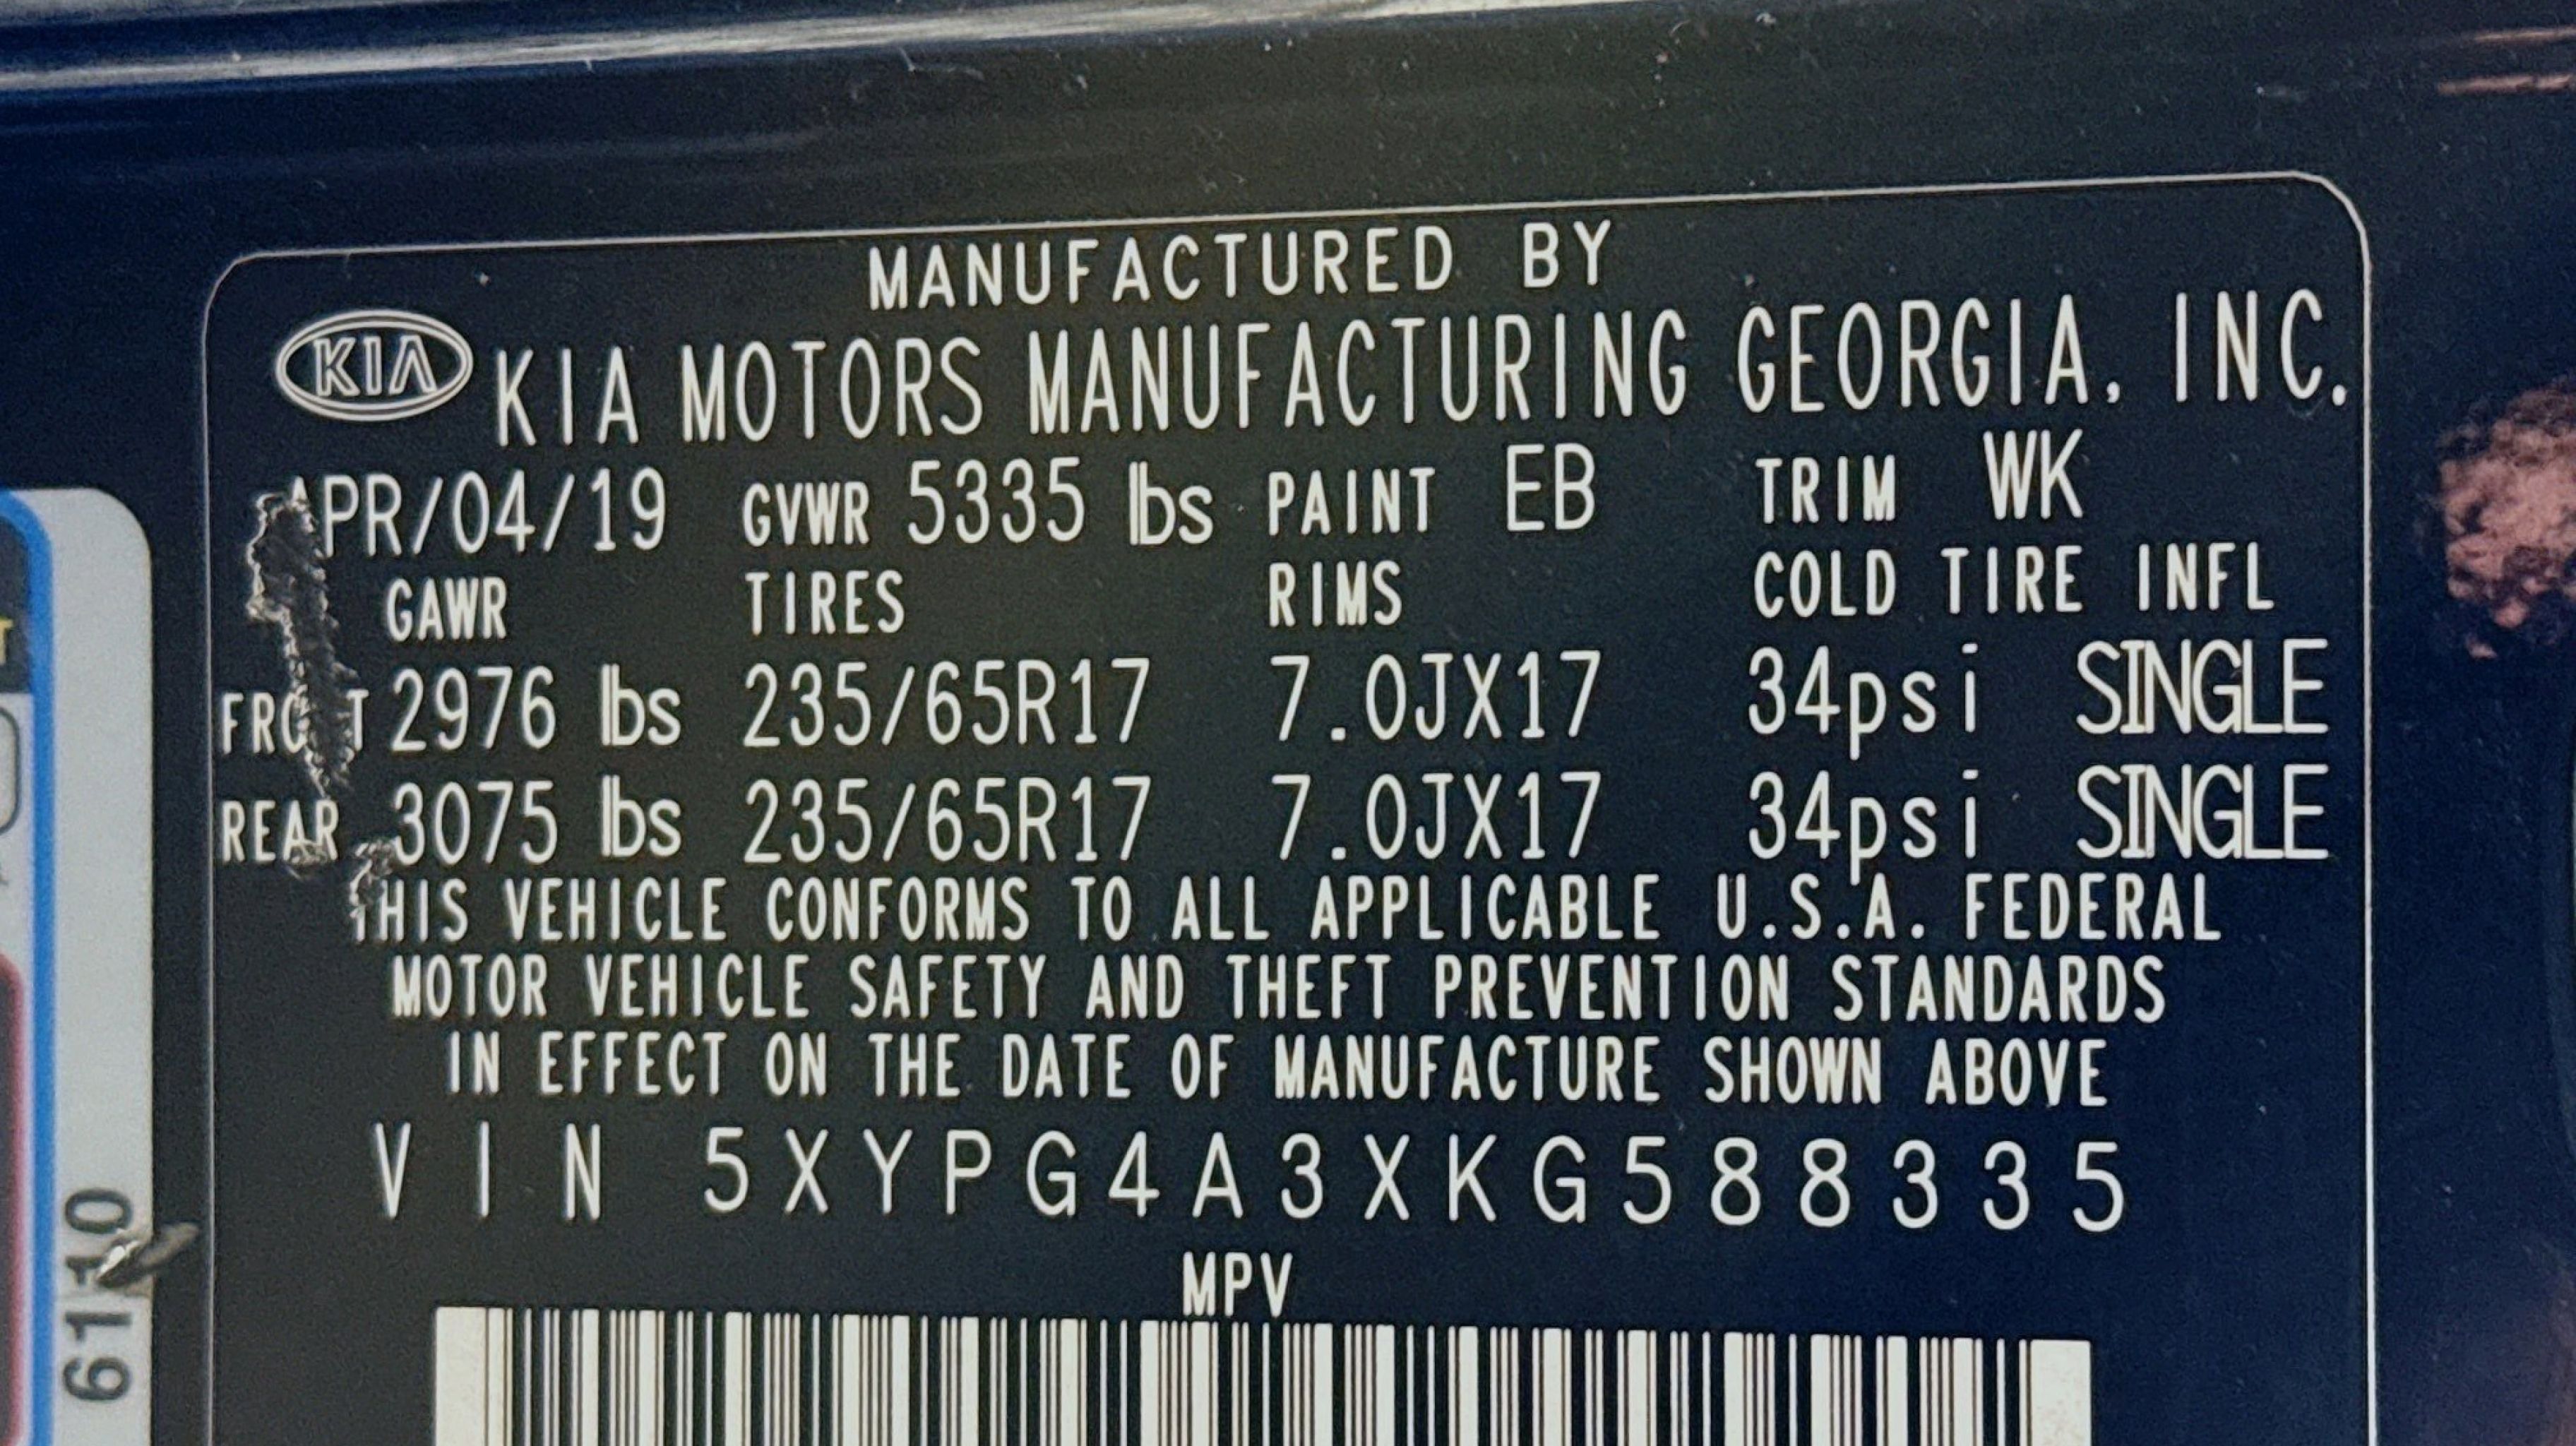 MANUFACTURED BY
KIA KIA MOTORS MANUFACTURING GEORGIA, INC.
APR/04/19 GVWR 5335 lbs PAINT EB TRIM WK
GAWR TIRES RIMS COLD TIRE INFL
FRONT 2976 lbs 235/65R17 7.0JX17 34psi SINGLE
REAR 3075 lbs 235/65R17 7.0JX17 34psi SINGLE
THIS VEHICLE CONFORMS TO ALL APPLICABLE U.S.A. FEDERAL
MOTOR VEHICLE SAFETY AND THEFT PREVENTION STANDARDS
IN EFFECT ON THE DATE OF MANUFACTURE SHOWN ABOVE
VIN 5XYPG4A3XKG588335
MPV